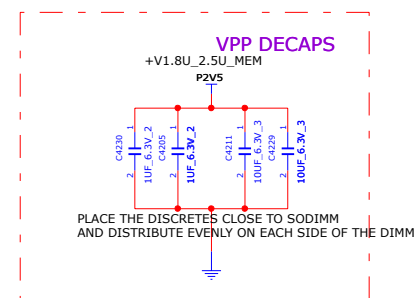 VPP DECAPS
+V1.8U_2.5U_MEM
P2V5
C4230
1
2
1UF_6.3V_2
C4205
1
2
1UF_6.3V_2
C4211
1
2
10UF_6.3V_3
C4229
1
2
10UF_6.3V_3
PLACE THE DISCRETES CLOSE TO SODIMM
AND DISTRIBUTE EVENLY ON EACH SIDE OF THE DIMM